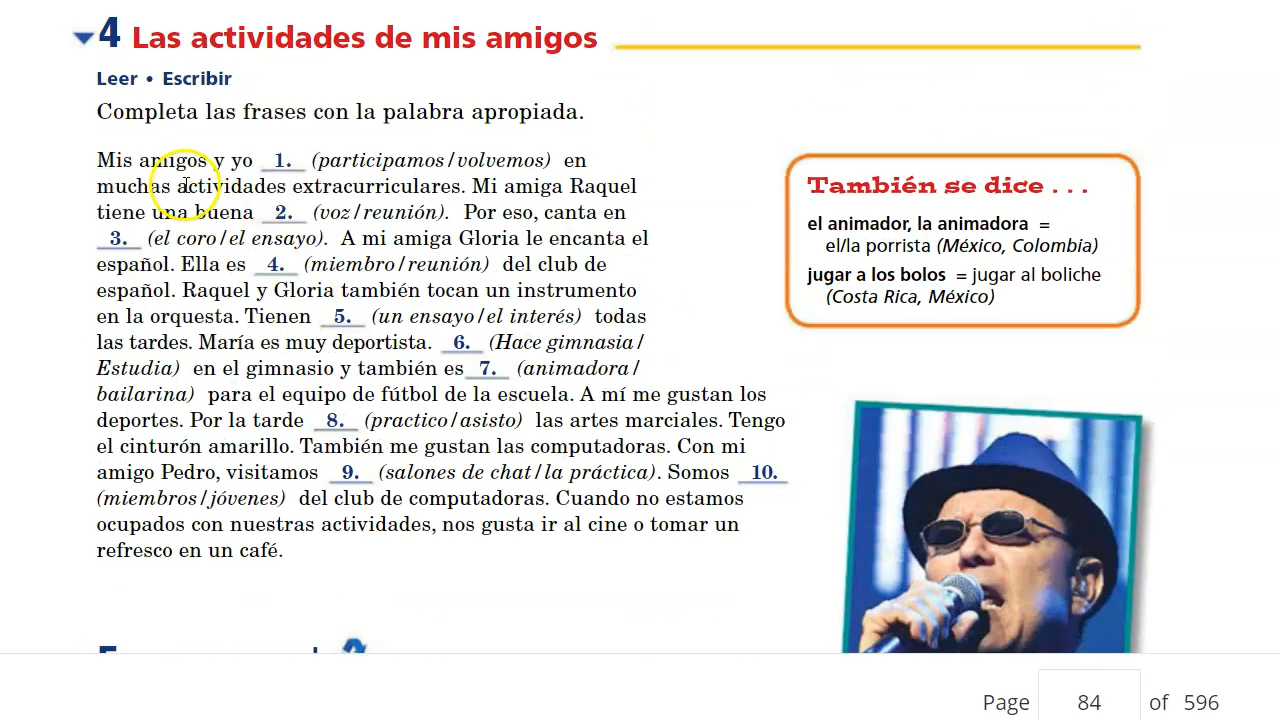 4 Las actividades de mis amigos
Leer • Escribir
Completa las frases con la palabra apropiada.
Mis amigos y yo 1. (participamos/volvemos) en
muchas actividades extracurriculares. Mi amiga Raquel
tiene una buena 2. (voz/reunión). Por eso, canta en
3. (el coro/el ensayo). A mi amiga Gloria le encanta el
español. Ella es 4. (miembro/reunión) del club de
español. Raquel y Gloria también tocan un instrumento
en la orquesta. Tienen 5. (un ensayo/el interés) todas
las tardes. María es muy deportista. 6. (Hace gimnasia/
Estudia) en el gimnasio y también es 7. (animadora/
bailarina) para el equipo de fútbol de la escuela. A mí me gustan los
deportes. Por la tarde 8. (practico/asisto) las artes marciales. Tengo
el cinturón amarillo. También me gustan las computadoras. Con mi
amigo Pedro, visitamos 9. (salones de chat/la práctica). Somos 10.
(miembros/jóvenes) del club de computadoras. Cuando no estamos
ocupados con nuestras actividades, nos gusta ir al cine o tomar un
refresco en un café.
También se dice . . .
el animador, la animadora =
el/la porrista (México, Colombia)
jugar a los bolos = jugar al boliche
(Costa Rica, México)
Page 84 of 596